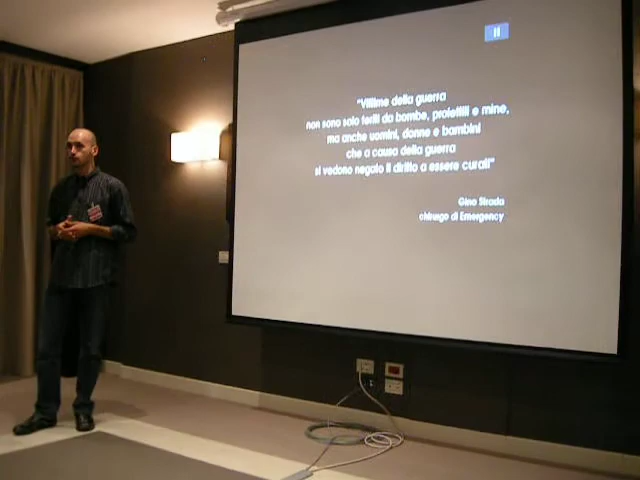 "Vittime della guerra
non sono solo feriti da bombe, proiettili e mine,
ma anche uomini, donne e bambini
che a causa della guerra
si vedono negato il diritto a essere curati"
Gino Strada
chirurgo di Emergency